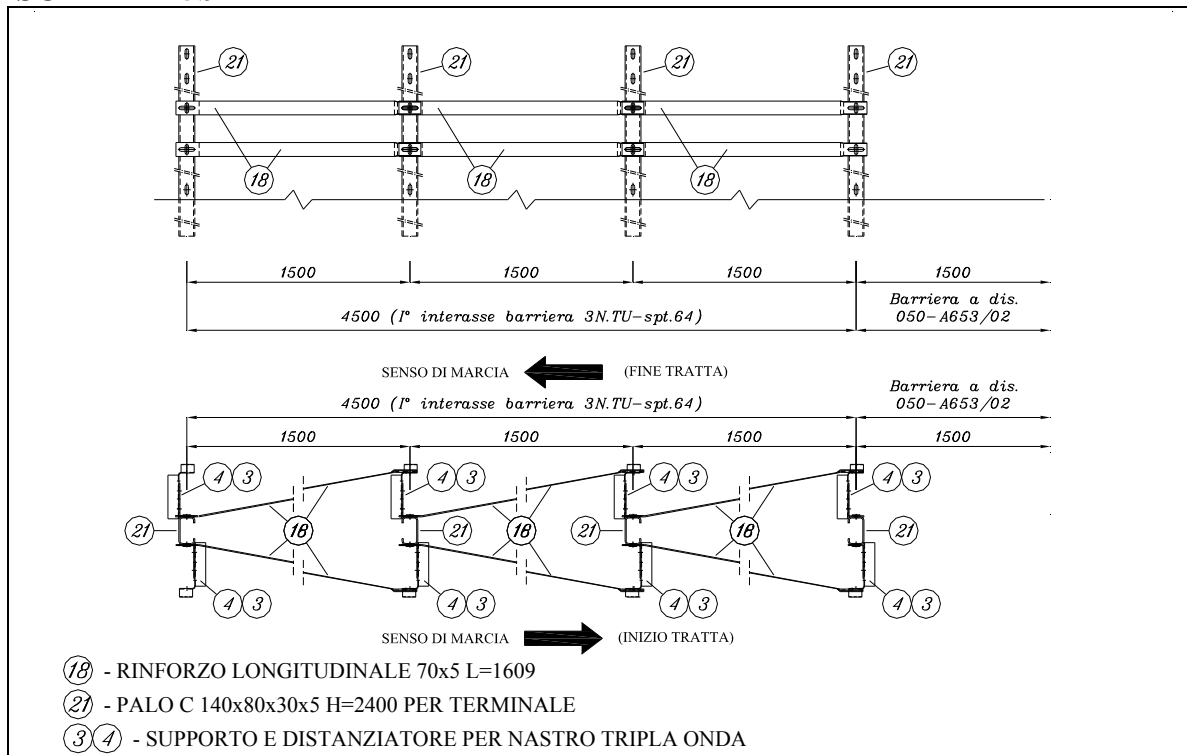 21 21 21 21
18 18 18
1500 1500 1500 1500
4500 (I° interasse barriera 3N.TU-spt.64)
Barriera a dis.
050-A653/02
SENSO DI MARCIA (FINE TRATTA)
Barriera a dis.
050-A653/02
4500 (I° interasse barriera 3N.TU-spt.64)
1500 1500 1500 1500
4 3 4 3 4 3 4 3
21 18 21 18 21 18 21
4 3 4 3 4 3 4 3
SENSO DI MARCIA (INIZIO TRATTA)
18 - RINFORZO LONGITUDINALE 70x5 L=1609
21 - PALO C 140x80x30x5 H=2400 PER TERMINALE
3 4 - SUPPORTO E DISTANZIATORE PER NASTRO TRIPLA ONDA